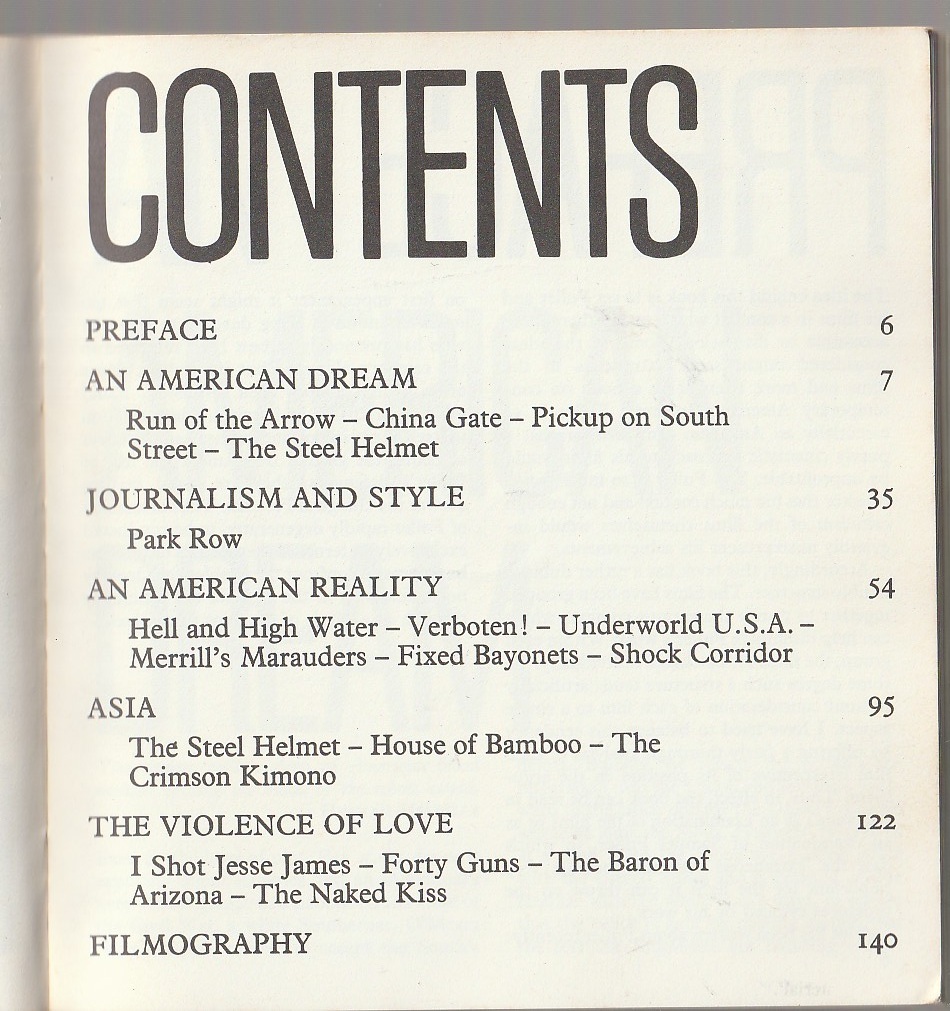 CONTENTS
PREFACE 6
AN AMERICAN DREAM 7
Run of the Arrow – China Gate – Pickup on South
Street – The Steel Helmet
JOURNALISM AND STYLE 35
Park Row
AN AMERICAN REALITY 54
Hell and High Water – Verboten! – Underworld U.S.A. –
Merrill's Marauders – Fixed Bayonets – Shock Corridor
ASIA 95
The Steel Helmet – House of Bamboo – The
Crimson Kimono
THE VIOLENCE OF LOVE 122
I Shot Jesse James – Forty Guns – The Baron of
Arizona – The Naked Kiss
FILMOGRAPHY 140